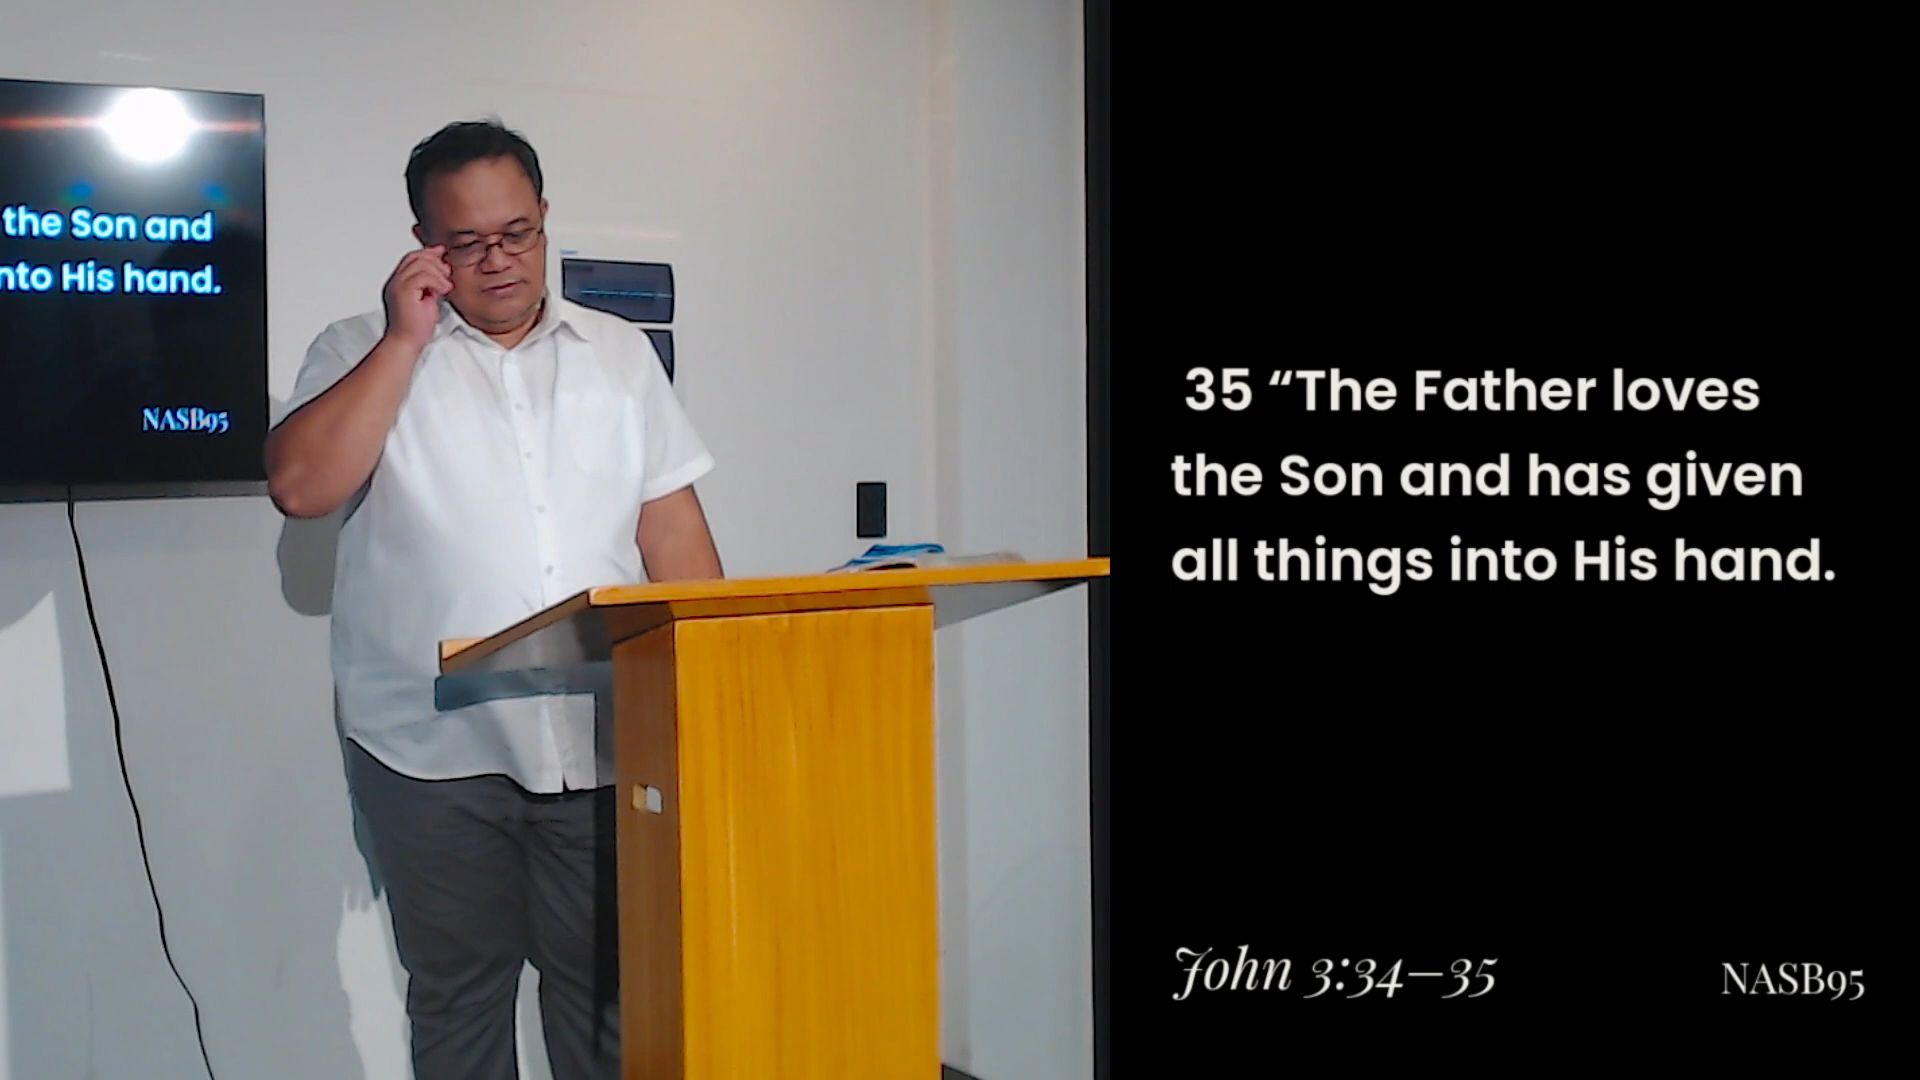 the Son and
nto His hand.
NASB95
35 “The Father loves
the Son and has given
all things into His hand.
John 3:34–35
NASB95